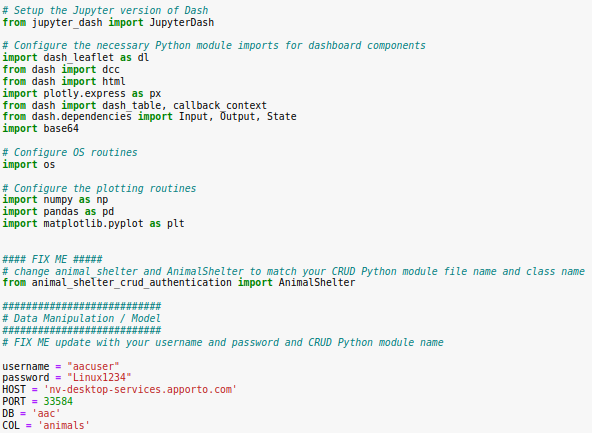 # Setup the Jupyter version of Dash
from jupyter_dash import JupyterDash
# Configure the necessary Python module imports for dashboard components
import dash_leaflet as dl
from dash import dcc
from dash import html
import plotly.express as px
from dash import dash_table, callback_context
from dash.dependencies import Input, Output, State
import base64
# Configure OS routines
import os
# Configure the plotting routines
import numpy as np
import pandas as pd
import matplotlib.pyplot as plt
#### FIX ME #####
# change animal_shelter and AnimalShelter to match your CRUD Python module file name and class name
from animal_shelter_crud_authentication import AnimalShelter
###########################
# Data Manipulation / Model
###########################
# FIX ME update with your username and password and CRUD Python module name
username = "aacuser"
password = "Linux1234"
HOST = 'nv-desktop-services.apporto.com'
PORT = 33584
DB = 'aac'
COL = 'animals'